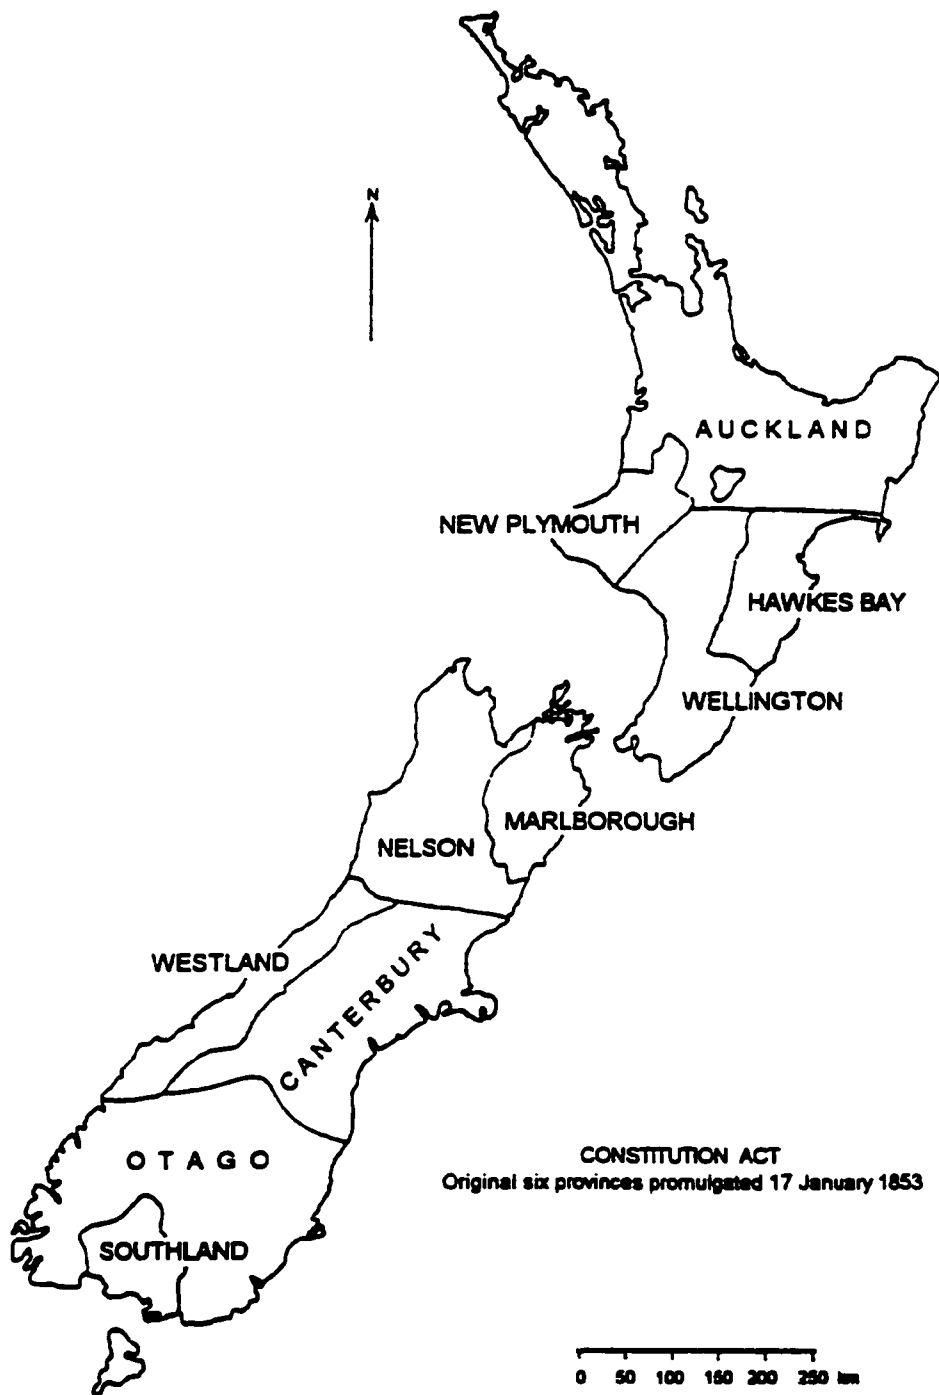 N
AUCKLAND
NEW PLYMOUTH
HAWKES BAY
WELLINGTON
MARLBOROUGH
NELSON
WESTLAND
CANTERBURY
OTAGO
SOUTHLAND
CONSTITUTION ACT
Original six provinces promulgated 17 January 1853
0 50 100 150 200 250 km